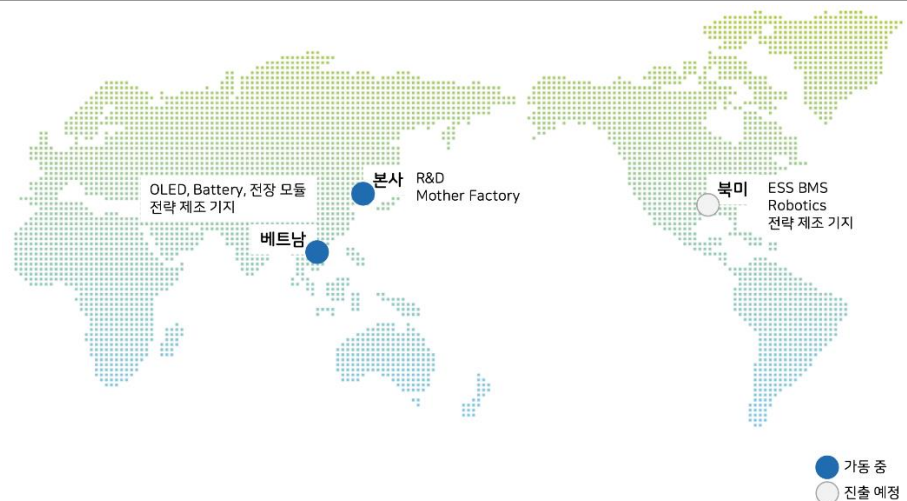 OLED, Battery, 전장 모듈
전략 제조 기지
베트남
본사
R&D
Mother Factory
북미
ESS BMS
Robotics
전략 제조 기지
가동 중
진출 예정